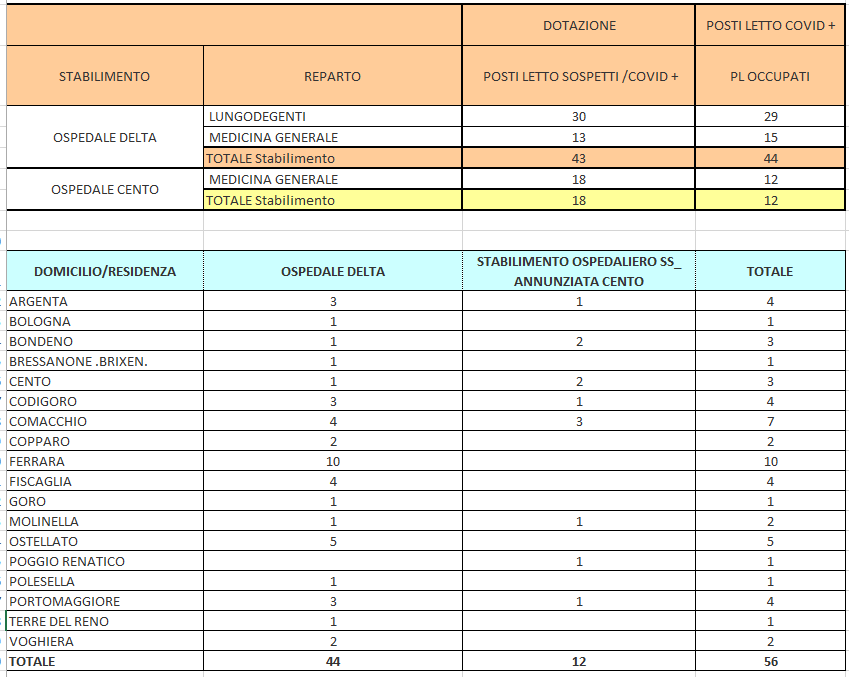 DOTAZIONE POSTI LETTO COVID +
STABILIMENTO REPARTO POSTI LETTO SOSPETTI /COVID + PL OCCUPATI
LUNGODEGENTI 30 29
OSPEDALE DELTA MEDICINA GENERALE 13 15
TOTALE Stabilimento 43 44
OSPEDALE CENTO MEDICINA GENERALE 18 12
TOTALE Stabilimento 18 12
DOMICILIO/RESIDENZA OSPEDALE DELTA STABILIMENTO OSPEDALIERO SS_ TOTALE
ANNUNZIATA CENTO
ARGENTA 3 1 4
BOLOGNA 1 1
BONDENO 1 2 3
BRESSANONE .BRIXEN. 1 1
CENTO 1 2 3
CODIGORO 3 1 4
COMACCHIO 4 3 7
COPPARO 2 2
FERRARA 10 10
FISCAGLIA 4 4
GORO 1 1
MOLINELLA 1 1 2
OSTELLATO 5 5
POGGIO RENATICO 1 1
POLESELLA 1 1
PORTOMAGGIORE 3 1 4
TERRE DEL RENO 1 1
VOGHIERA 2 2
TOTALE 44 12 56